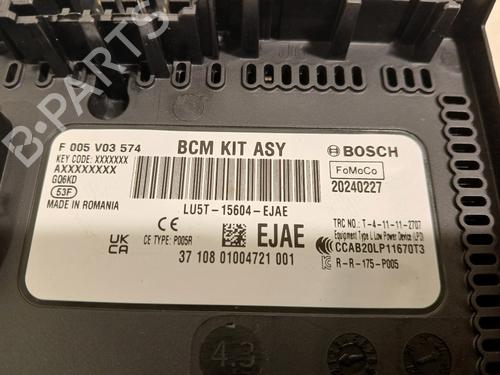 F 005 V03 574
BCM KIT ASY
BOSCH
KEY CODE: XXXXXXX
AXXXXXXXXX
GQ6KD
53F
MADE IN ROMANIA
FoMoCo
20240227
LU5T-15604-EJAE
TRC NO.: T-4-11-11-2707
Equipment Type L Low Power Device (LPD)
CCAB20LP11670T3
R-R-175-P005
CE
UK CA
CE TYPE: P005R
EJAE
37 108 01004721 001
4.3
B-PARTS